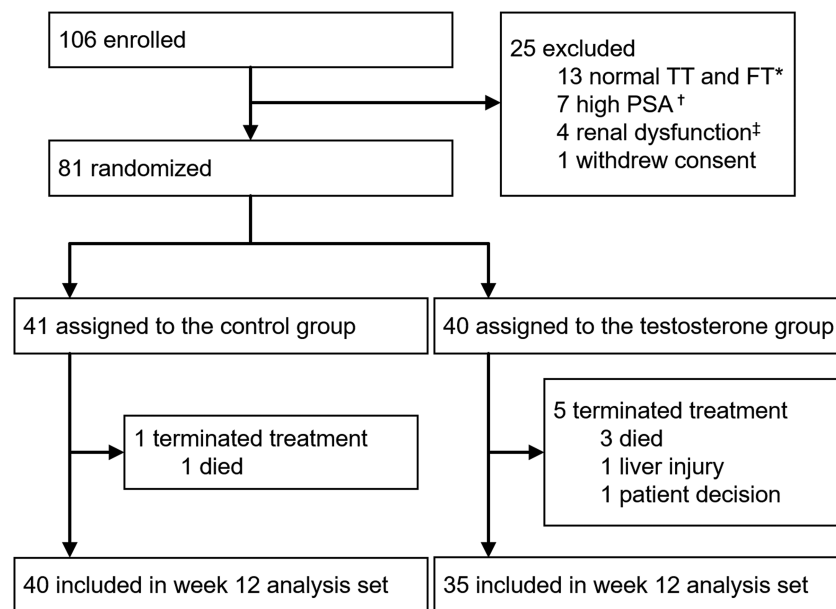 106 enrolled
25 excluded
13 normal TT and FT*
7 high PSA†
4 renal dysfunction‡
1 withdrew consent
81 randomized
41 assigned to the control group
40 assigned to the testosterone group
1 terminated treatment
1 died
5 terminated treatment
3 died
1 liver injury
1 patient decision
40 included in week 12 analysis set
35 included in week 12 analysis set